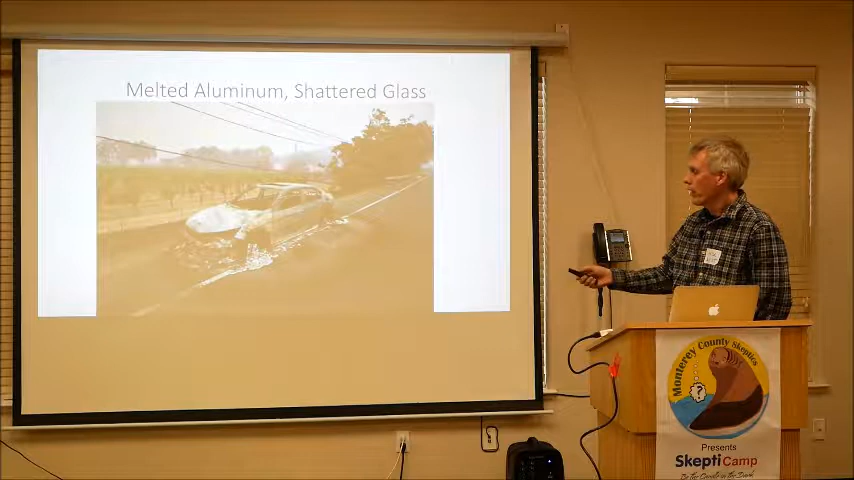 Melted Aluminum, Shattered Glass
Monterey County Skeptics
?
Presents
SkeptiCamp